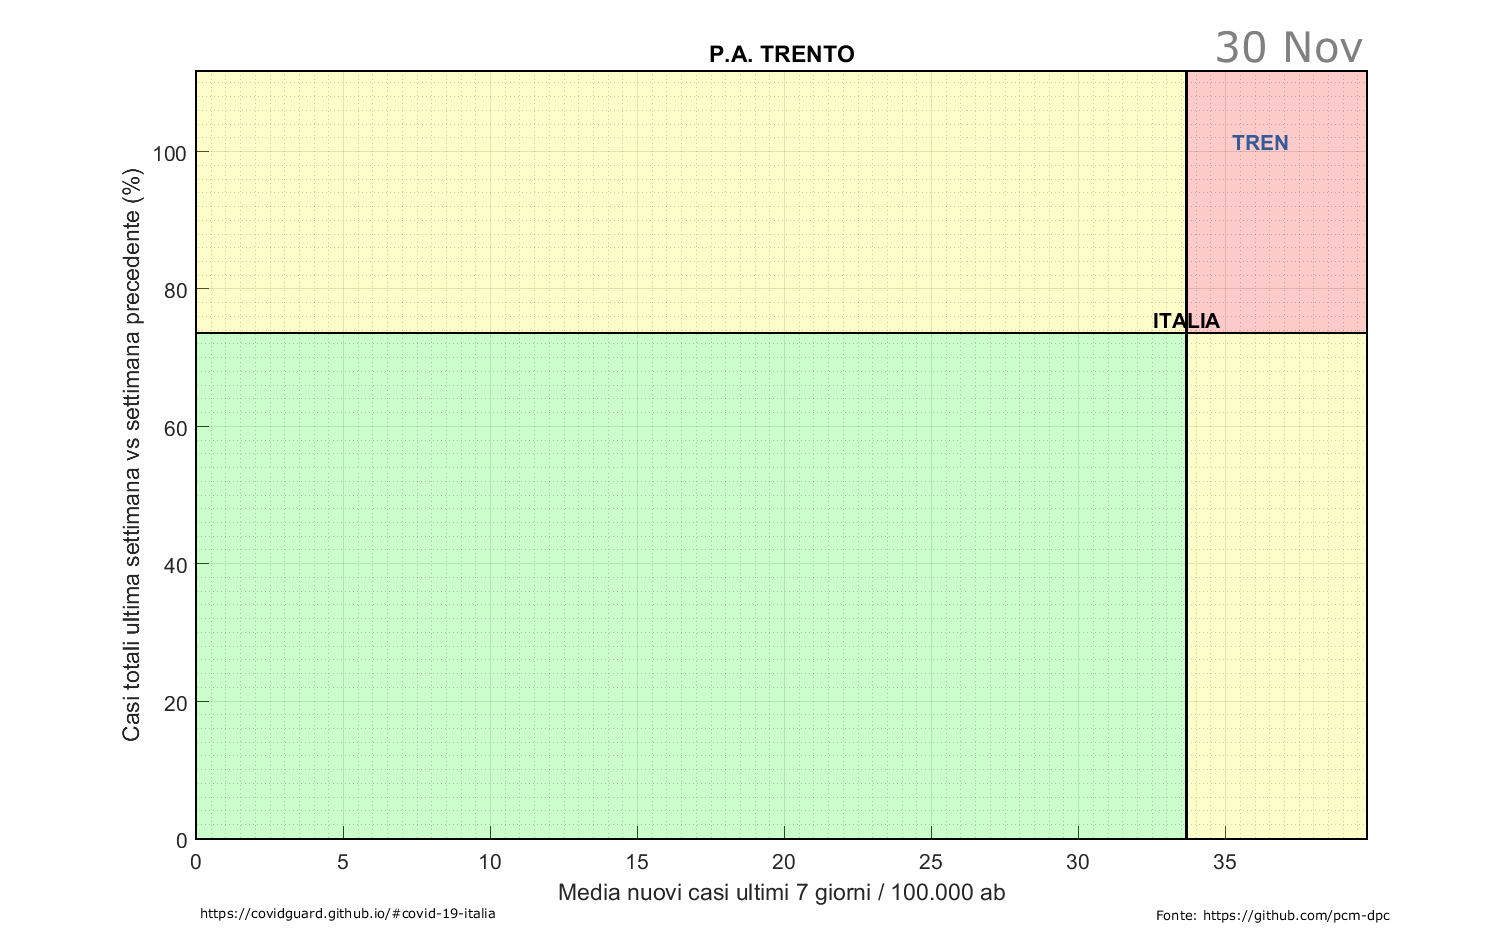 30 Nov
P.A. TRENTO
Casi totali ultima settimana vs settimana precedente (%)
100
80
60
40
20
0
TREN
ITALIA
0 5 10 15 20 25 30 35
Media nuovi casi ultimi 7 giorni / 100.000 ab
https://covidguard.github.io/#covid-19-italia
Fonte: https://github.com/pcm-dpc